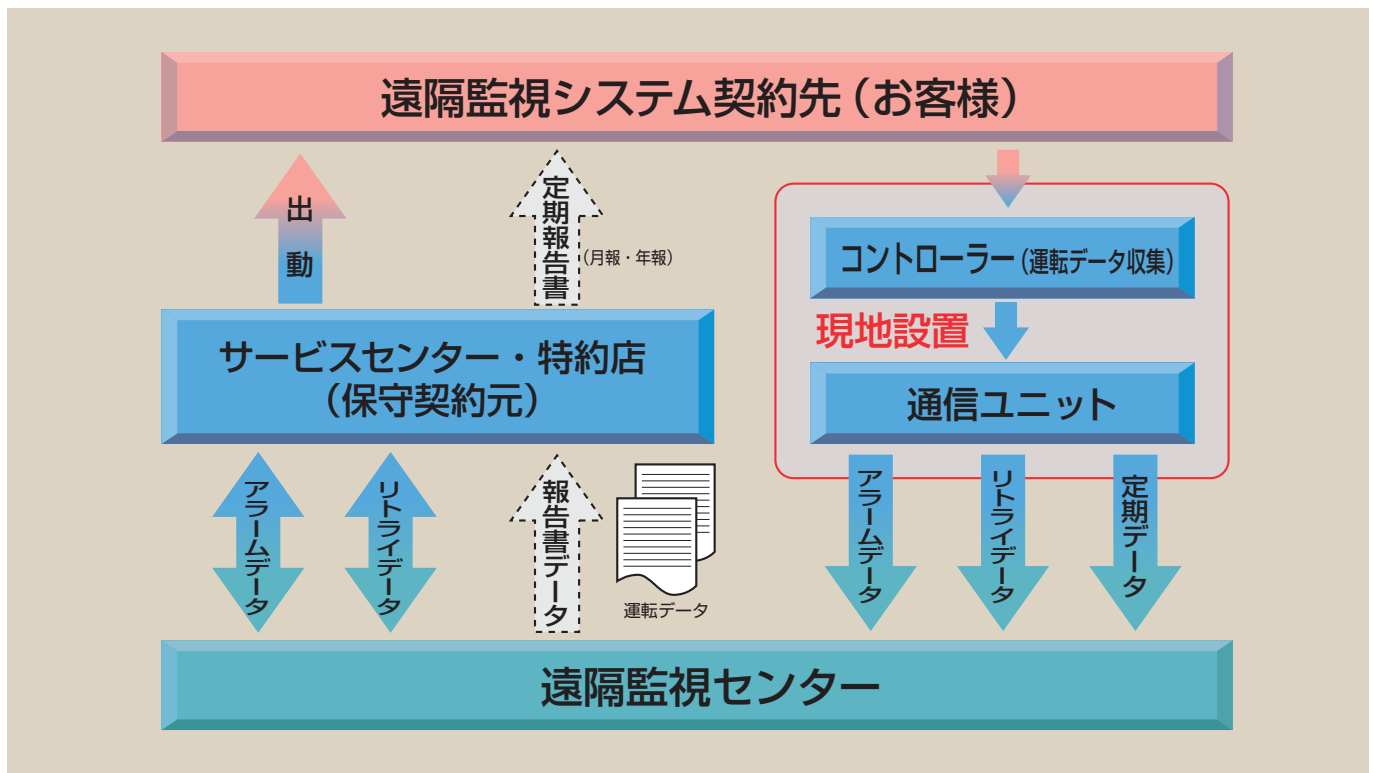 遠隔監視システム契約先（お客様）
出動
定期報告書
（月報・年報）
コントローラー（運転データ収集）
現地設置
通信ユニット
サービスセンター・特約店
（保守契約元）
アラームデータ
リトライデータ
報告書データ
運転データ
アラームデータ
リトライデータ
定期データ
遠隔監視センター